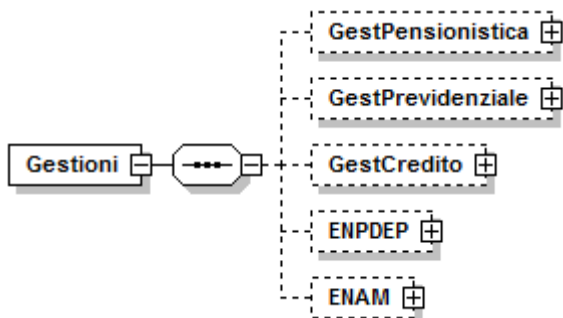 GestPensionistica
GestPrevidenziale
Gestioni
GestCredito
ENPDEP
ENAM